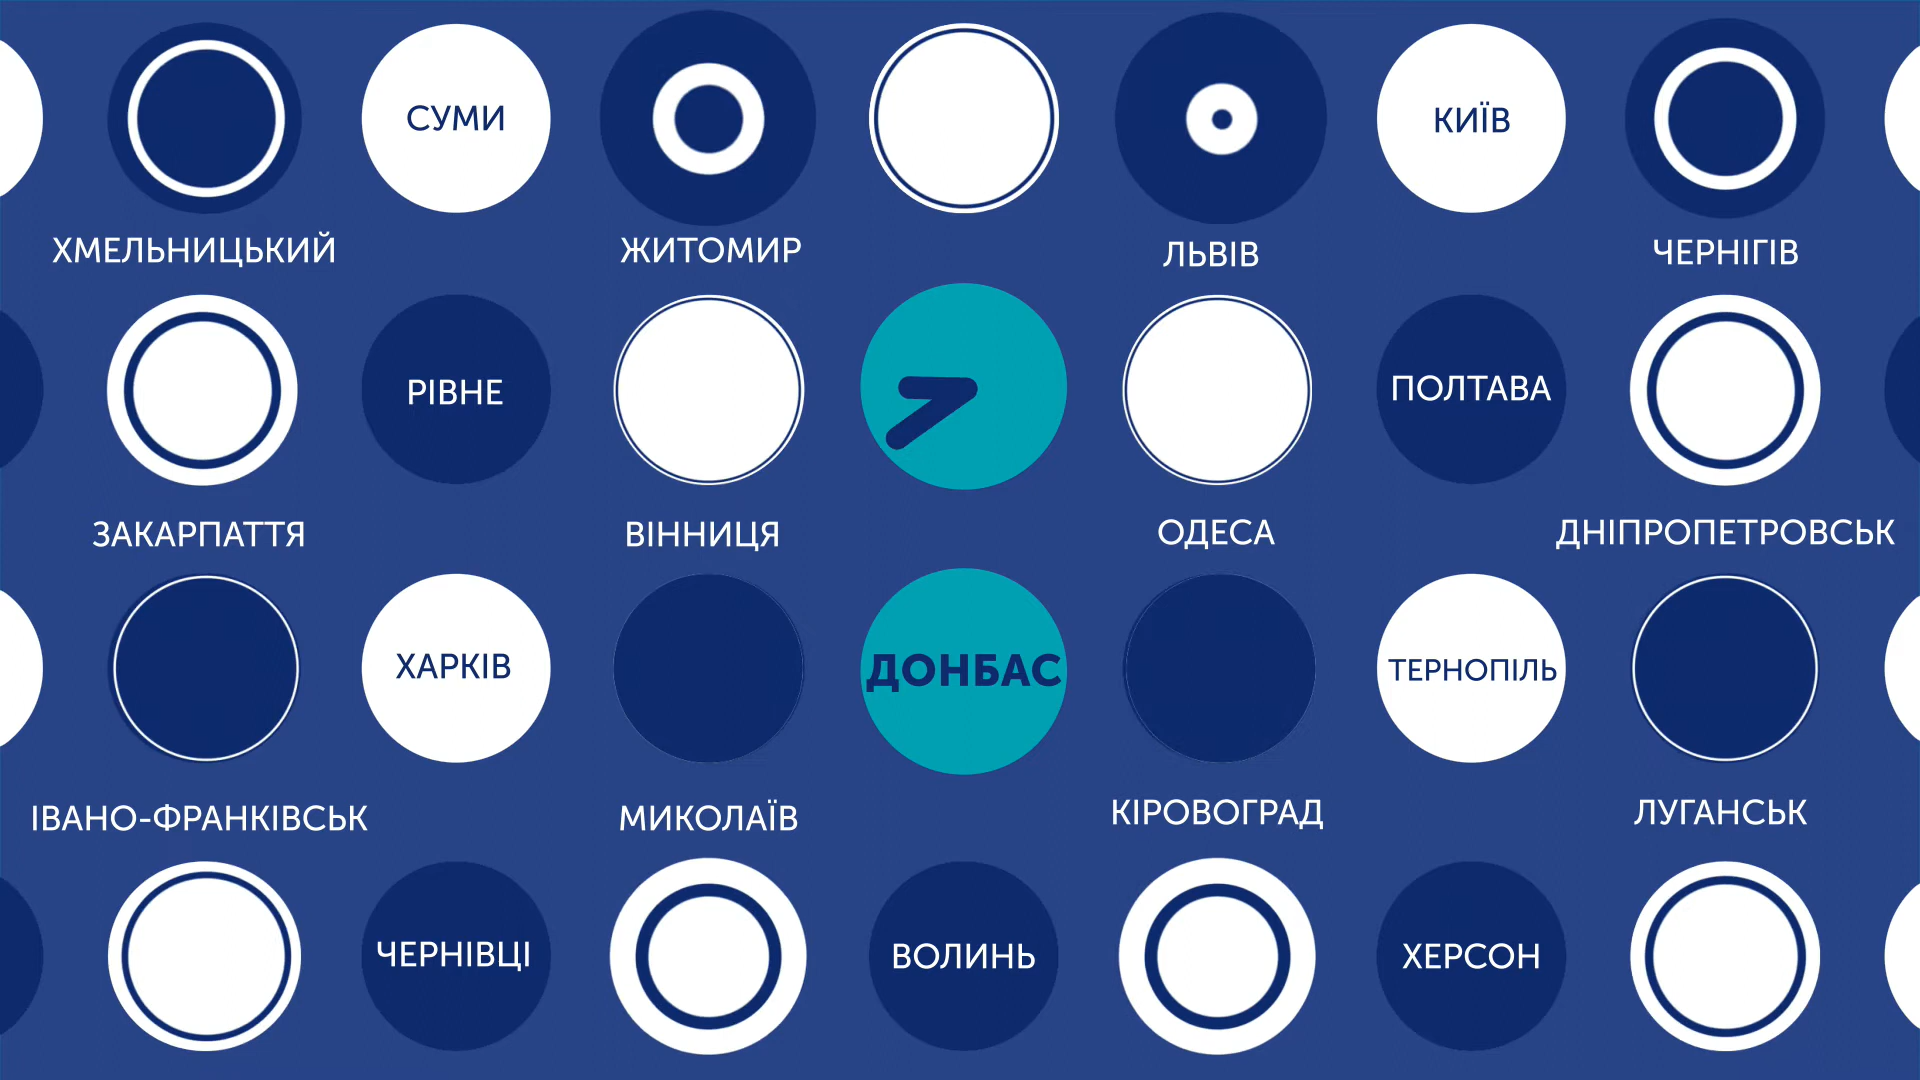 СУМИ
КИЇВ
ХМЕЛЬНИЦЬКИЙ
ЖИТОМИР
ЛЬВІВ
ЧЕРНІГІВ
РІВНЕ
ПОЛТАВА
ЗАКАРПАТТЯ
ВІННИЦЯ
ОДЕСА
ДНІПРОПЕТРОВСЬК
ХАРКІВ
ДОНБАС
ТЕРНОПІЛЬ
ІВАНО-ФРАНКІВСЬК
МИКОЛАЇВ
КІРОВОГРАД
ЛУГАНСЬК
ЧЕРНІВЦІ
ВОЛИНЬ
ХЕРСОН